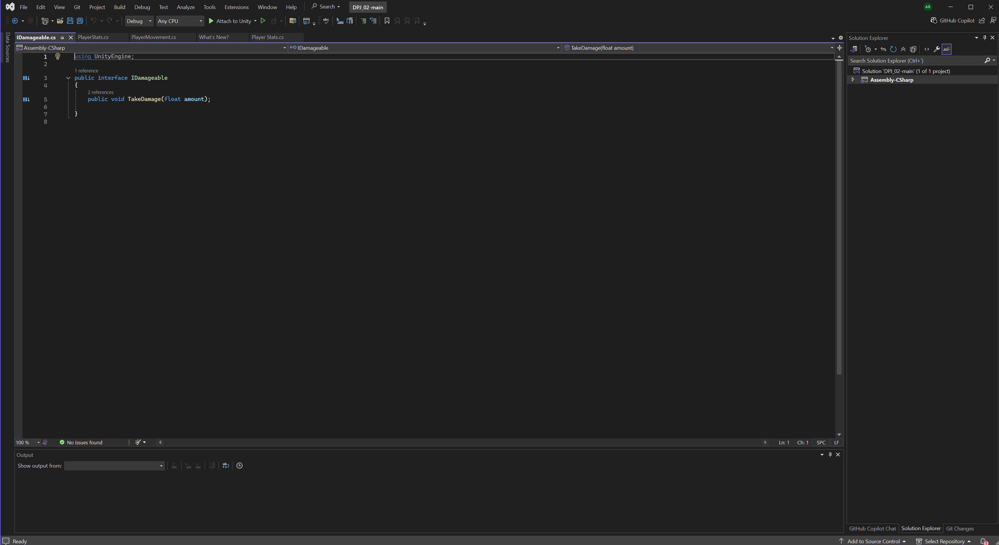 File Edit View Git Project Build Debug Test Analyze Tools Extensions Window Help Search DPJ_02-main AR
Debug Any CPU Attach to Unity abc GitHub Copilot
Data Sources
IDamageable.cs PlayerStats.cs PlayerMovement.cs What's New? Player Stats.cs
Assembly-CSharp IDamageable TakeDamage(float amount)
1 using UnityEngine;
2
1 reference
3 public interface IDamageable
4 {
2 references
5 public void TakeDamage(float amount);
6
7 }
8
100 % No issues found Ln: 1 Ch: 1 SPC LF
Output
Show output from:
Solution Explorer
Search Solution Explorer (Ctrl+´)
Solution 'DPJ_02-main' (1 of 1 project)
Assembly-CSharp
GitHub Copilot Chat Solution Explorer Git Changes
Ready Add to Source Control Select Repository 1